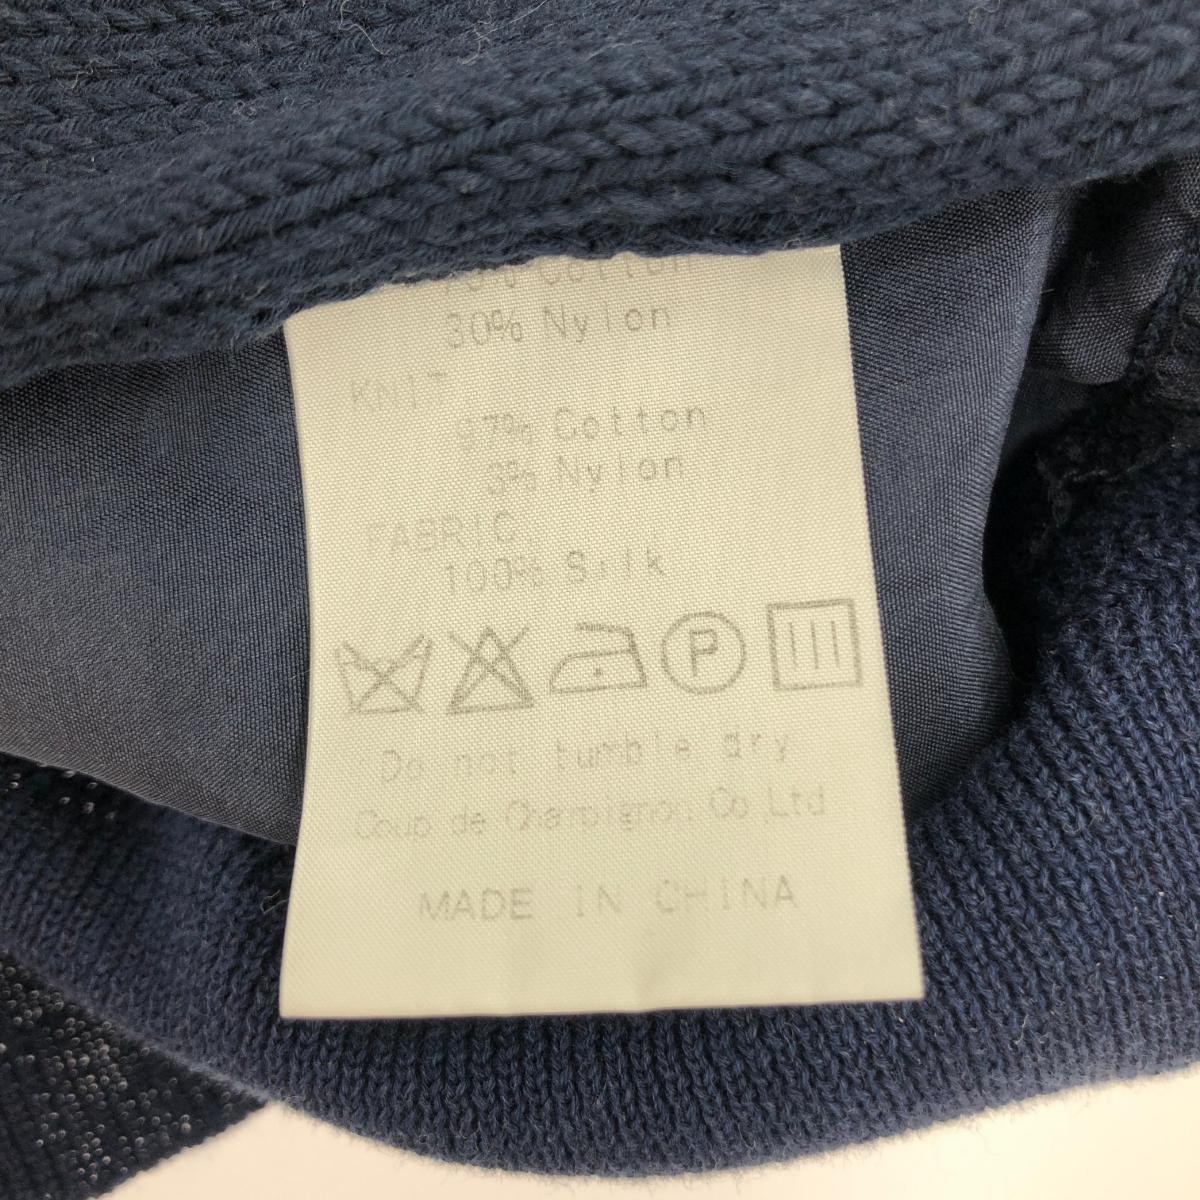 Cotton
30% Nylon
KNIT
97% Cotton
3% Nylon
FABRIC
100% Silk
P
Do not tumble dry
Coup de Champignon Co,Ltd
MADE IN CHINA